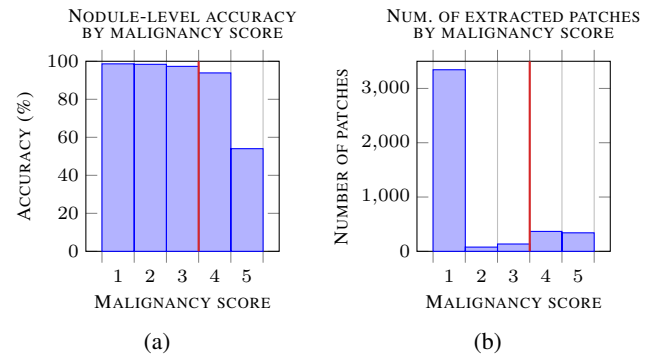 NODULE-LEVEL ACCURACY
BY MALIGNANCY SCORE
100
80
60
40
20
0
ACCURACY (%)
1 2 3 4 5
MALIGNANCY SCORE
(a)
NUM. OF EXTRACTED PATCHES
BY MALIGNANCY SCORE
3,000
2,000
1,000
0
NUMBER OF PATCHES
1 2 3 4 5
MALIGNANCY SCORE
(b)